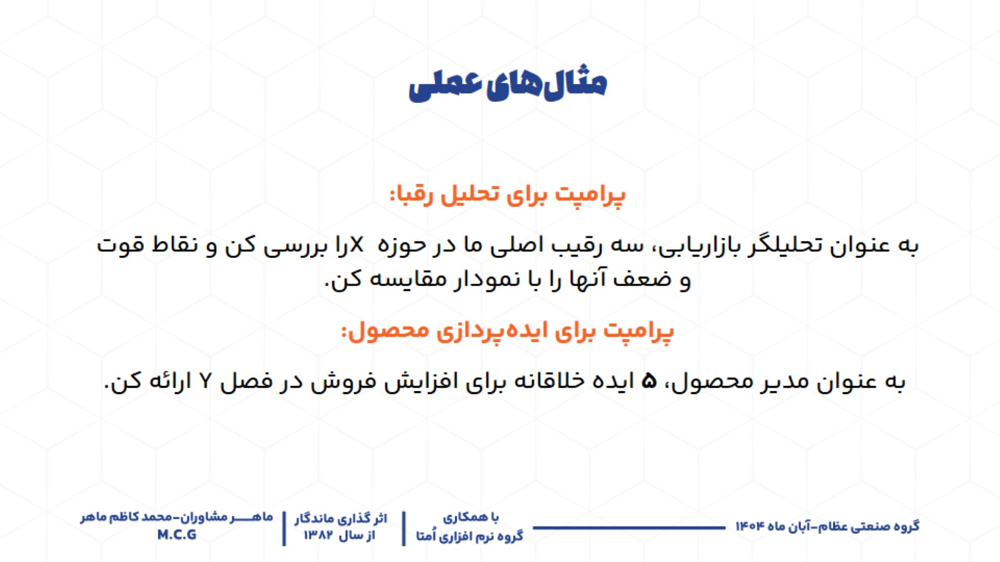 مثال‌های عملی
پرامپت برای تحلیل رقبا:
به عنوان تحلیلگر بازاریابی، سه رقیب اصلی ما در حوزه  Xرا بررسی کن و نقاط قوت
و ضعف آنها را با نمودار مقایسه کن.
پرامپت برای ایده‌پردازی محصول:
به عنوان مدیر محصول، ۵ ایده خلاقانه برای افزایش فروش در فصل Y ارائه کن.
گروه صنعتی عظام-آبان ماه ۱۴۰۴
با همکاری
گروه نرم افزاری اُمتا
اثر گذاری ماندگار
از سال ۱۳۸۲
ماهـــر مشاوران-محمد کاظم ماهر
M.C.G